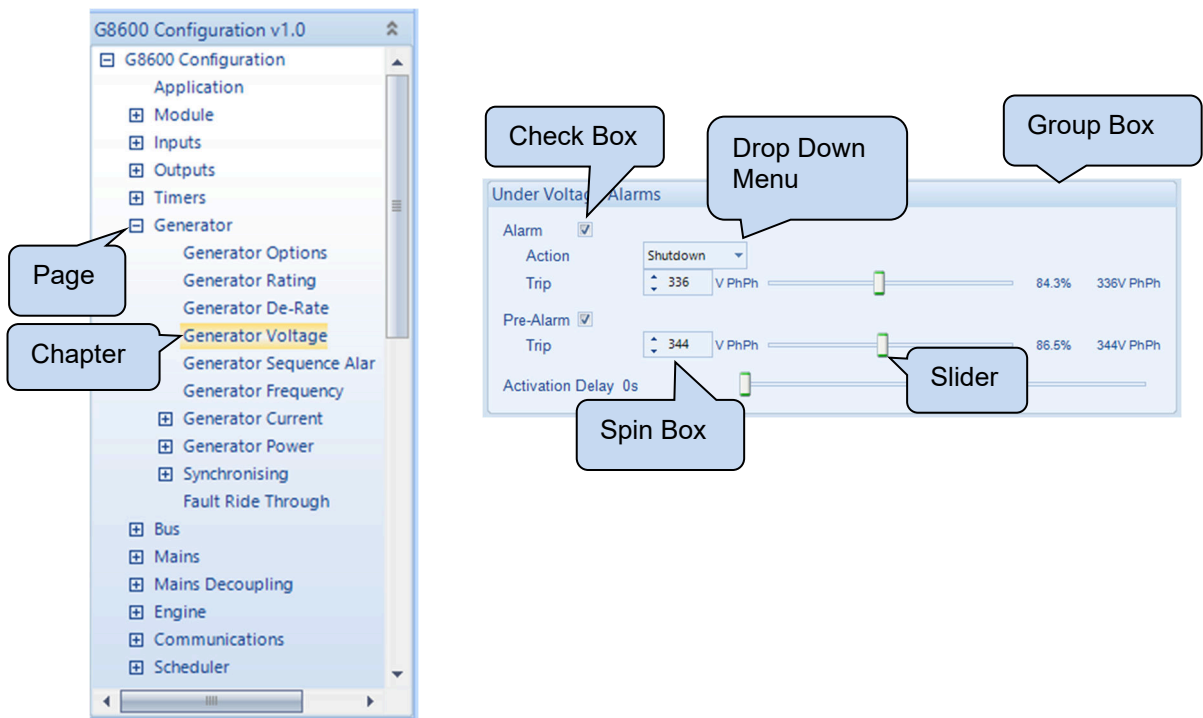 G8600 Configuration v1.0
G8600 Configuration
Application
Module
Inputs
Outputs
Timers
Generator
Generator Options
Generator Rating
Generator De-Rate
Generator Voltage
Generator Sequence Alar
Generator Frequency
Generator Current
Generator Power
Synchronising
Fault Ride Through
Bus
Mains
Mains Decoupling
Engine
Communications
Scheduler
Page
Chapter
Check Box
Drop Down
Menu
Group Box
Under Voltage Alarms
Alarm
Action Shutdown
Trip 336 V PhPh 84.3% 336V PhPh
Pre-Alarm
Trip 344 V PhPh 86.5% 344V PhPh
Activation Delay 0s
Slider
Spin Box